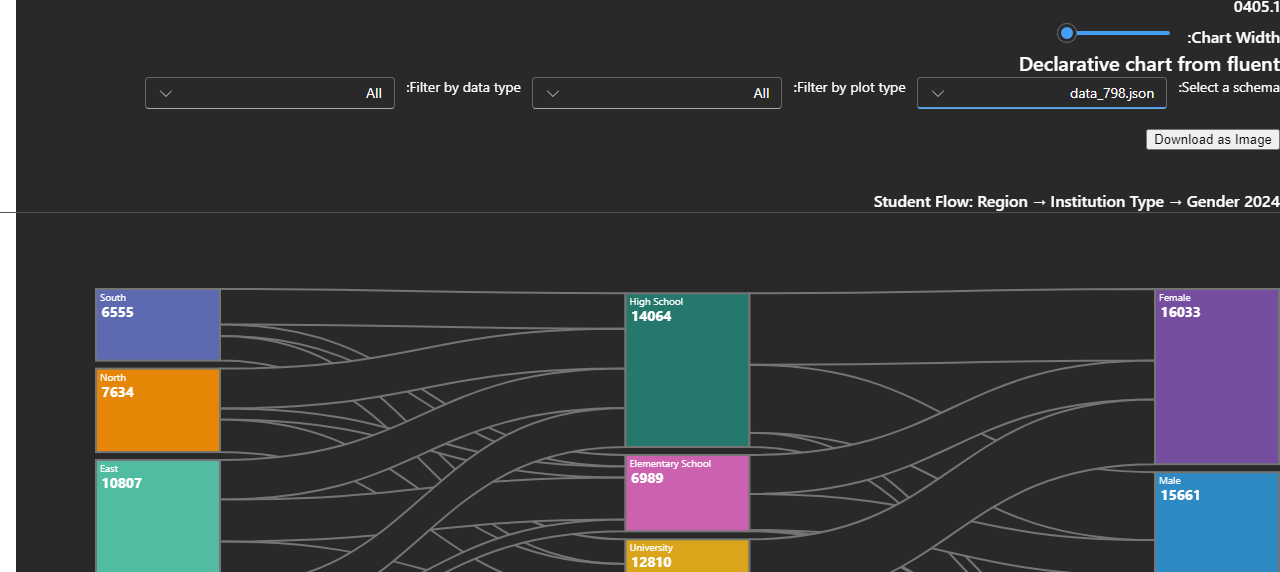 0405.1
:Chart Width
Declarative chart from fluent
:Select a schema data_798.json :Filter by plot type All :Filter by data type All
Download as Image
Student Flow: Region → Institution Type → Gender 2024
South
6555
North
7634
East
10807
High School
14064
Elementary School
6989
University
12810
Female
16033
Male
15661